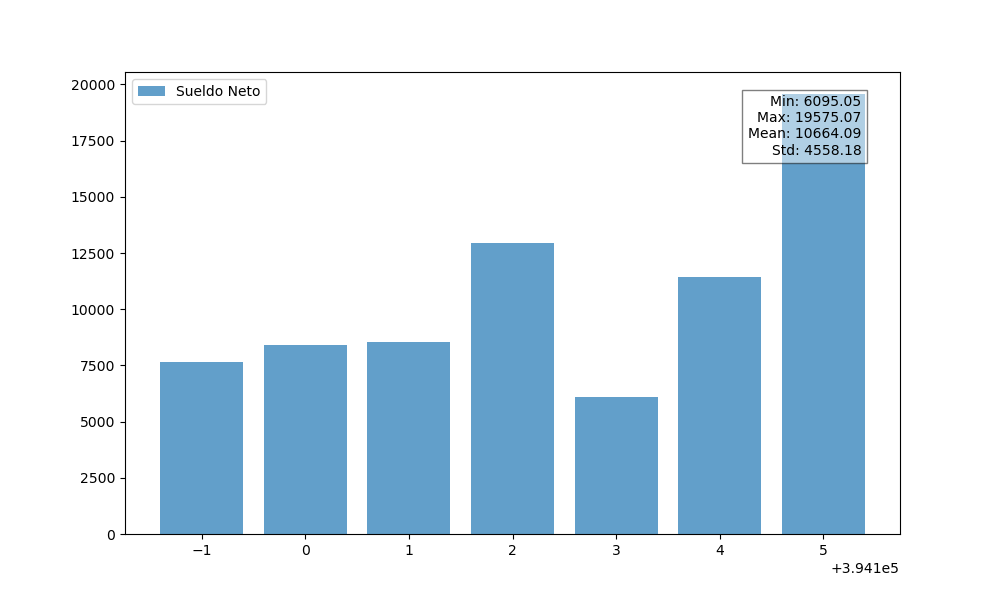 20000
17500
15000
12500
10000
7500
5000
2500
0
Sueldo Neto
Min: 6095.05
Max: 19575.07
Mean: 10664.09
Std: 4558.18
−1 0 1 2 3 4 5
+3.941e5